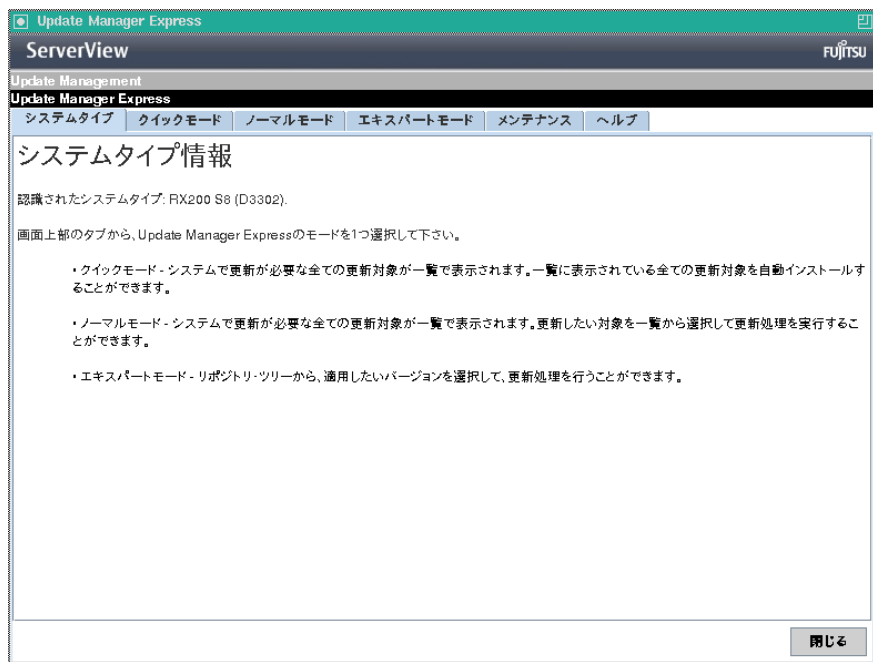 Update Manager Express
ServerView
FUJITSU
Update Management
Update Manager Express
システムタイプ クイックモード ノーマルモード エキスパートモード メンテナンス ヘルプ
システムタイプ情報
認識されたシステムタイプ: RX200 S8 (D3302).
画面上部のタブから、Update Manager Expressのモードを1つ選択して下さい。
・クイックモード - システムで更新が必要な全ての更新対象が一覧で表示されます。一覧に表示されている全ての更新対象を自動インストールす
ることができます。
・ノーマルモード - システムで更新が必要な全ての更新対象が一覧で表示されます。更新したい対象を一覧から選択して更新処理を実行するこ
とができます。
・エキスパートモード - リポジトリ・ツリーから、適用したいバージョンを選択して、更新処理を行うことができます。
閉じる